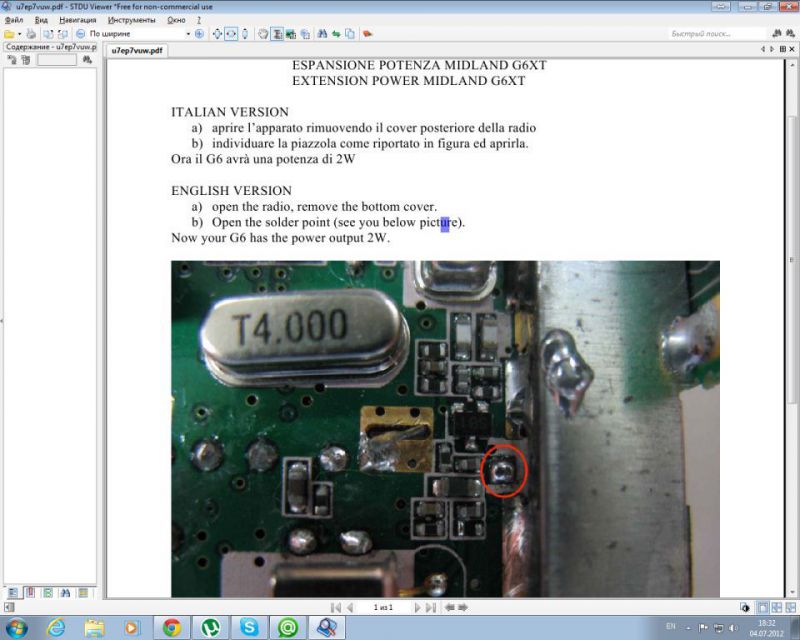 u7ep7vuw.pdf - STDU Viewer *Free for non-commercial use
Файл Вид Навигация Инструменты Окно ?
По ширине
Быстрый поиск...
Содержание - u7ep7vuw.p
u7ep7vuw.pdf
ESPANSIONE POTENZA MIDLAND G6XT
EXTENSION POWER MIDLAND G6XT
ITALIAN VERSION
a) aprire l'apparato rimuovendo il cover posteriore della radio
b) individuare la piazzola come riportato in figura ed aprirla.
Ora il G6 avrà una potenza di 2W
ENGLISH VERSION
a) open the radio, remove the bottom cover.
b) Open the solder point (see you below picture).
Now your G6 has the power output 2W.
T4.000
1 из 1
EN
18:32
04.07.2012